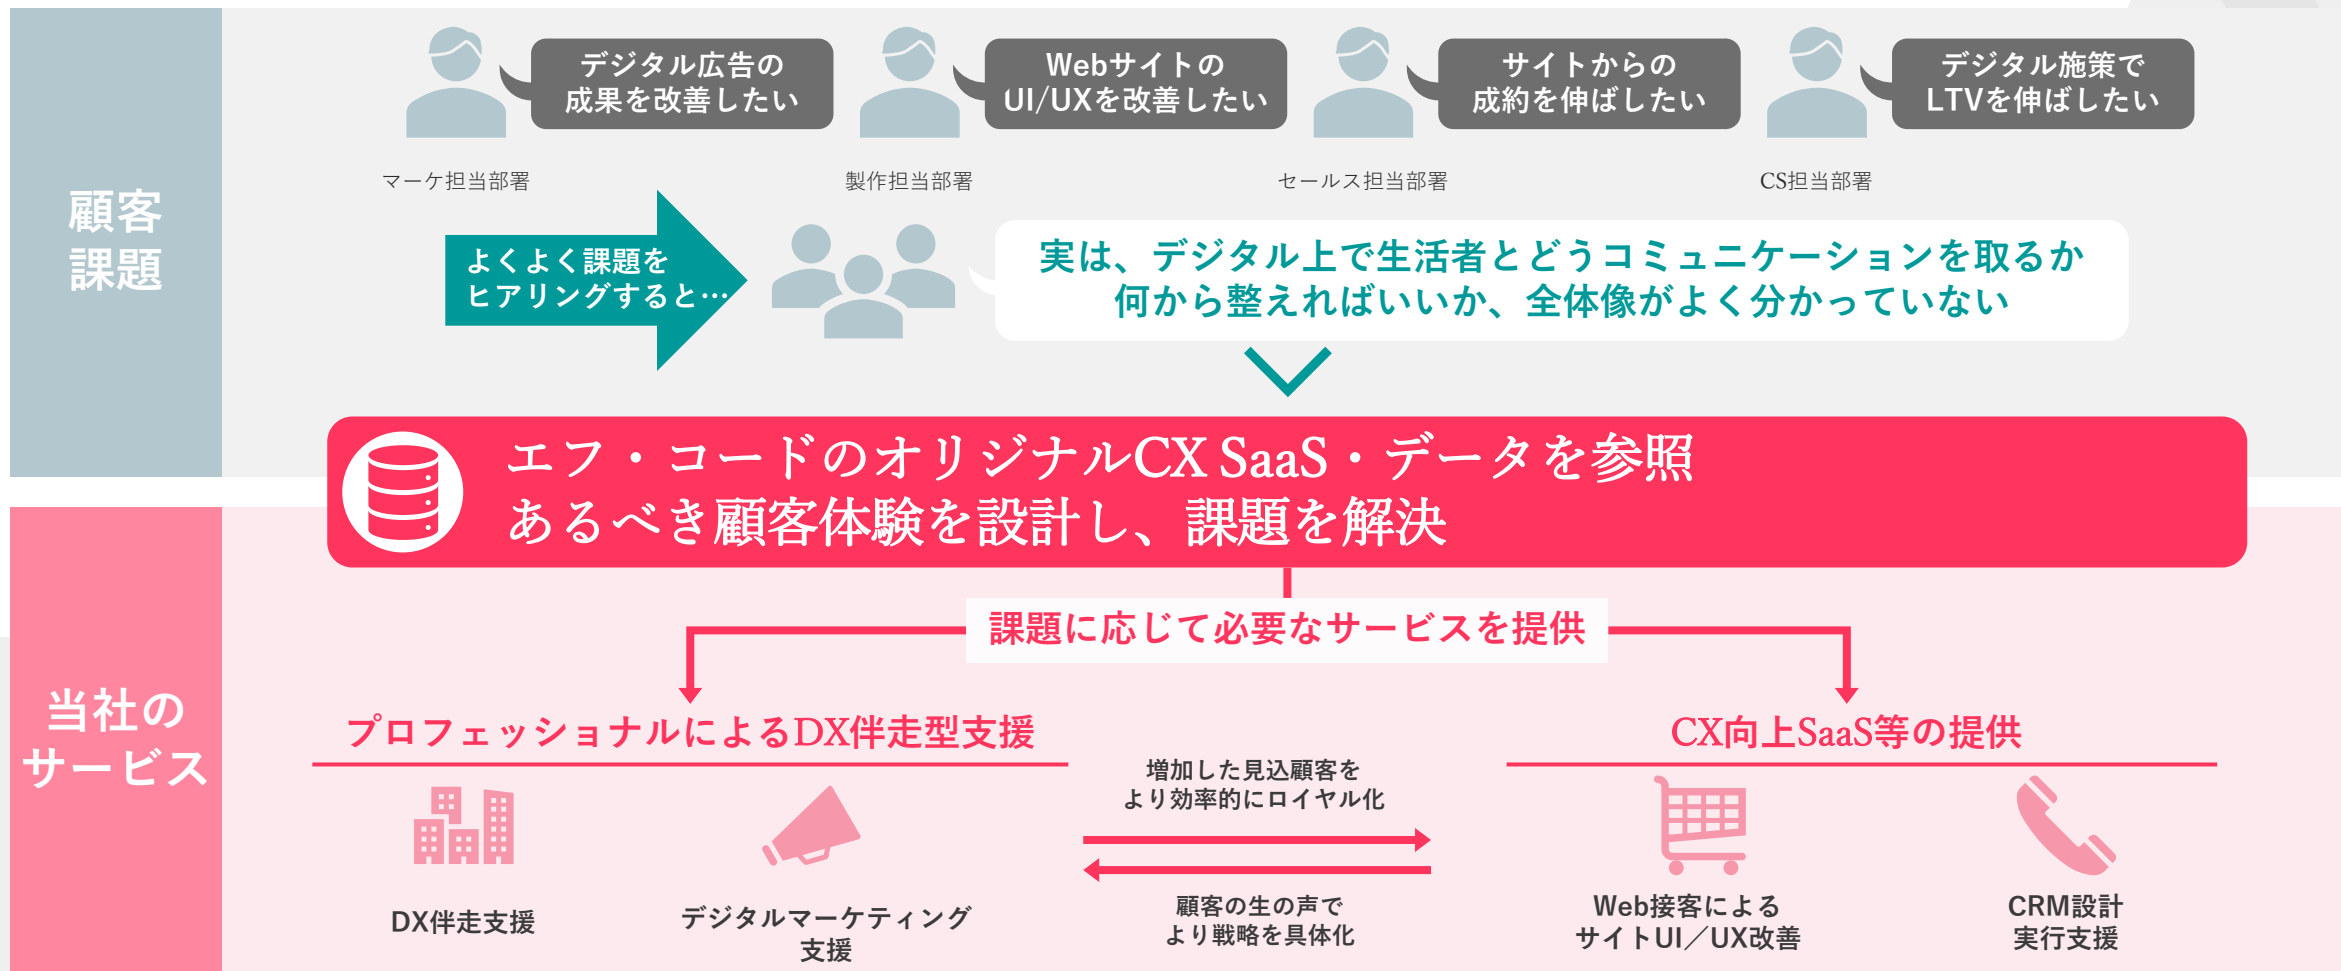 顧客
課題
デジタル広告の
成果を改善したい
Webサイトの
UI/UXを改善したい
サイトからの
成約を伸ばしたい
デジタル施策で
LTVを伸ばしたい
マーケ担当部署
製作担当部署
セールス担当部署
CS担当部署
よくよく課題を
ヒアリングすると…
実は、デジタル上で生活者とどうコミュニケーションを取るか
何から整えればいいか、全体像がよく分かっていない
エフ・コードのオリジナルCX SaaS・データを参照
あるべき顧客体験を設計し、課題を解決
当社の
サービス
課題に応じて必要なサービスを提供
プロフェッショナルによるDX伴走型支援
DX伴走支援
デジタルマーケティング
支援
増加した見込顧客を
より効率的にロイヤル化
顧客の生の声で
より戦略を具体化
CX向上SaaS等の提供
Web接客による
サイトUI／UX改善
CRM設計
実行支援